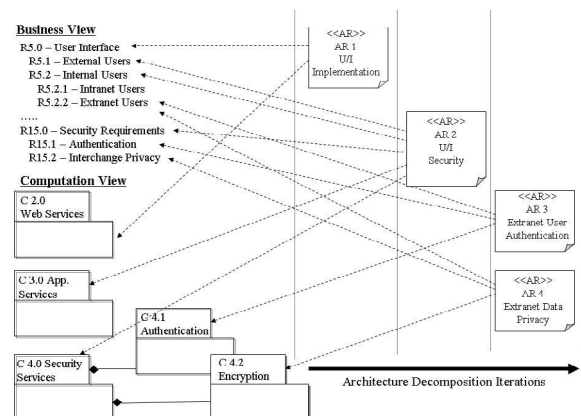 Business View
R5.0 – User Interface
R5.1 – External Users
R5.2 – Internal Users
R5.2.1 – Intranet Users
R5.2.2 – Extranet Users
.....
R15.0 – Security Requirements
R15.1 – Authentication
R15.2 – Interchange Privacy
Computation View
C 2.0
Web Services
C 3.0 App.
Services
C 4.0 Security
Services
C 4.1
Authentication
C 4.2
Encryption
<<AR>>
AR 1
U/I
Implementation
<<AR>>
AR 2
U/I
Security
<<AR>>
AR 3
Extranet User
Authentication
<<AR>>
AR 4
Extranet Data
Privacy
Architecture Decomposition Iterations